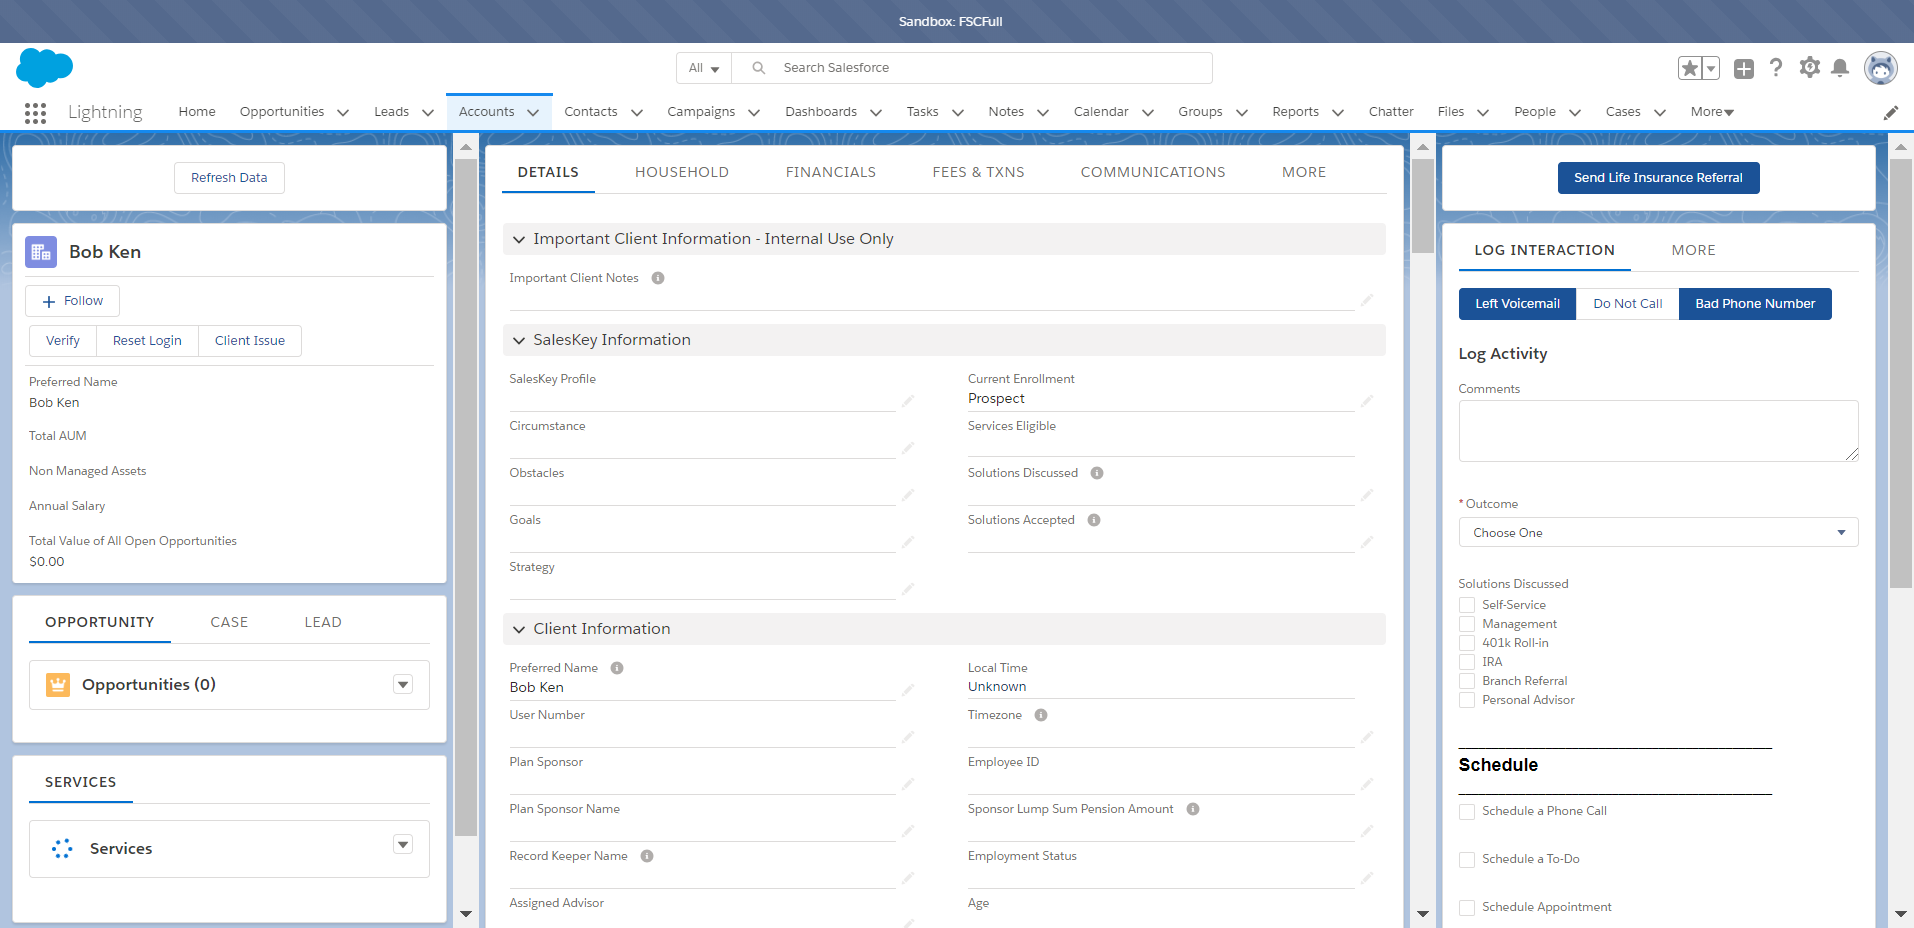 Sandbox: FSCFull
All
Search Salesforce
Lightning
Home
Opportunities
Leads
Accounts
Contacts
Campaigns
Dashboards
Tasks
Notes
Calendar
Groups
Reports
Chatter
Files
People
Cases
More
Refresh Data
Bob Ken
Follow
Verify
Reset Login
Client Issue
Preferred Name
Bob Ken
Total AUM
Non Managed Assets
Annual Salary
Total Value of All Open Opportunities
$0.00
OPPORTUNITY
CASE
LEAD
Opportunities (0)
SERVICES
Services
DETAILS
HOUSEHOLD
FINANCIALS
FEES & TXNS
COMMUNICATIONS
MORE
Important Client Information - Internal Use Only
Important Client Notes
SalesKey Information
SalesKey Profile
Current Enrollment
Prospect
Circumstance
Services Eligible
Obstacles
Solutions Discussed
Goals
Solutions Accepted
Strategy
Client Information
Preferred Name
Bob Ken
Local Time
Unknown
User Number
Timezone
Plan Sponsor
Employee ID
Plan Sponsor Name
Sponsor Lump Sum Pension Amount
Record Keeper Name
Employment Status
Assigned Advisor
Age
Send Life Insurance Referral
LOG INTERACTION
MORE
Left Voicemail
Do Not Call
Bad Phone Number
Log Activity
Comments
*Outcome
Choose One
Solutions Discussed
Self-Service
Management
401k Roll-in
IRA
Branch Referral
Personal Advisor
Schedule
Schedule a Phone Call
Schedule a To-Do
Schedule Appointment